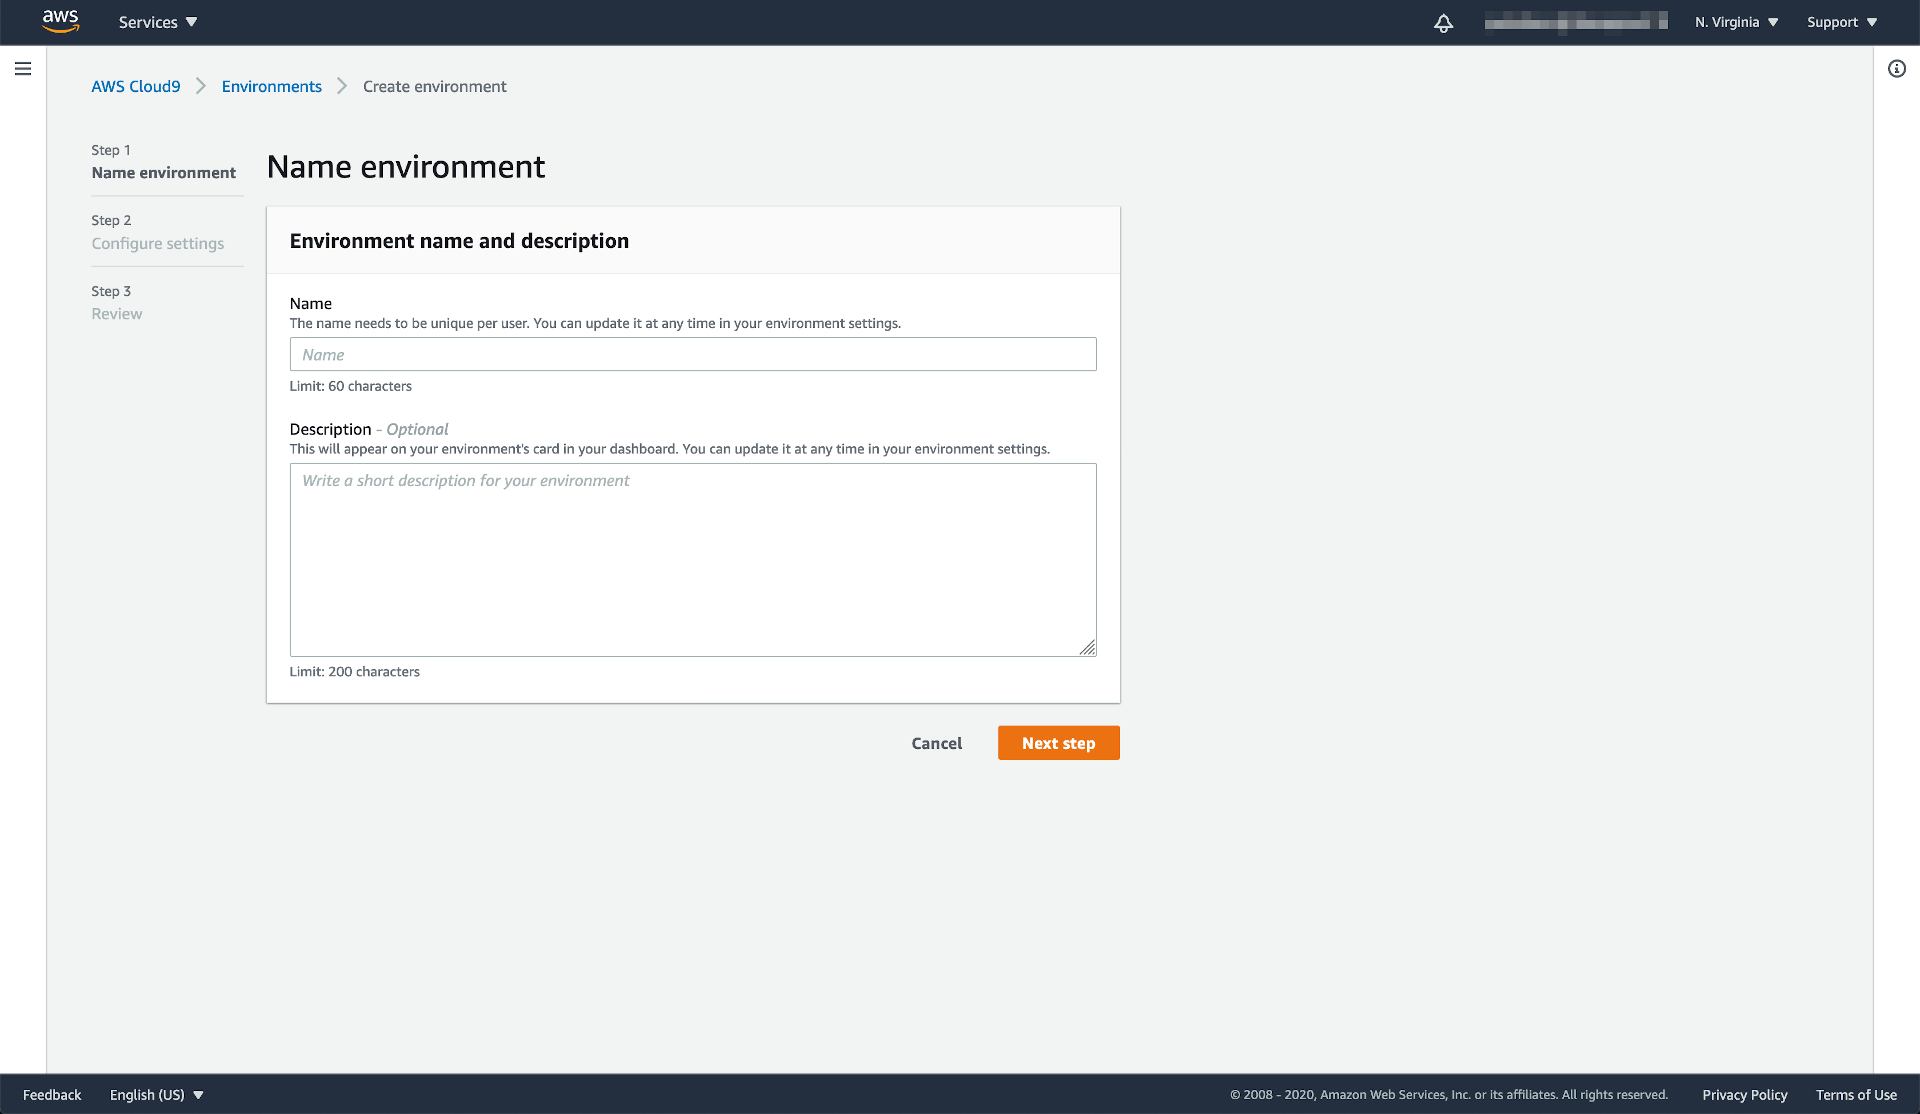 aws
Services
N. Virginia
Support
AWS Cloud9
Environments
Create environment
Step 1
Name environment
Step 2
Configure settings
Step 3
Review
Name environment
Environment name and description
Name
The name needs to be unique per user. You can update it at any time in your environment settings.
Name
Limit: 60 characters
Description - Optional
This will appear on your environment's card in your dashboard. You can update it at any time in your environment settings.
Write a short description for your environment
Limit: 200 characters
Cancel
Next step
Feedback
English (US)
© 2008 - 2020, Amazon Web Services, Inc. or its affiliates. All rights reserved.
Privacy Policy
Terms of Use